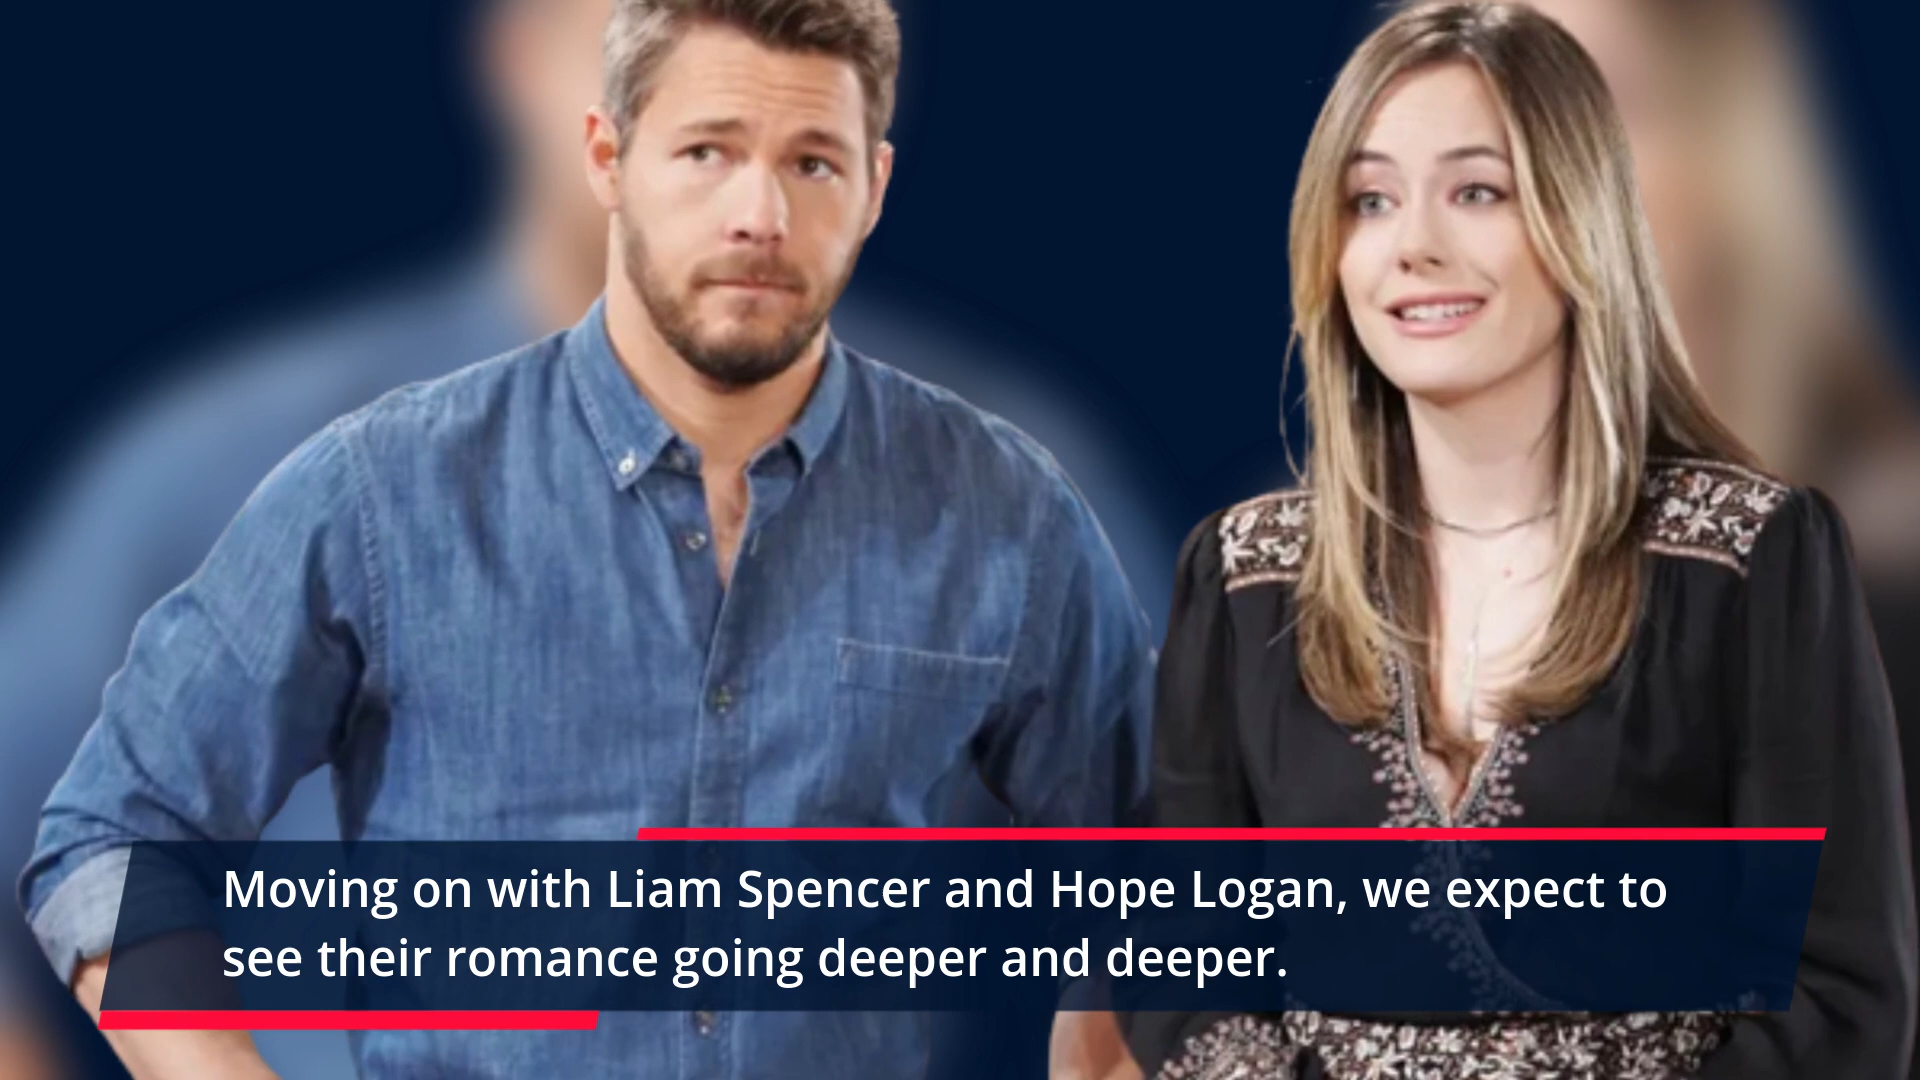 Moving on with Liam Spencer and Hope Logan, we expect to
see their romance going deeper and deeper.